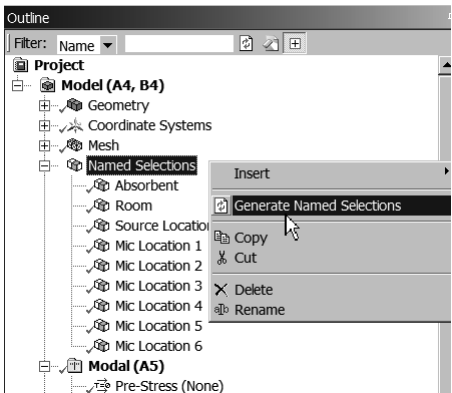 Outline
Filter: Name
Project
Model (A4, B4)
Geometry
Coordinate Systems
Mesh
Named Selections
Insert
Absorbent
Room
Generate Named Selections
Source Locatio
Mic Location 1
Copy
Mic Location 2
Cut
Mic Location 3
Delete
Mic Location 4
Rename
Mic Location 5
Mic Location 6
Modal (A5)
Pre-Stress (None)